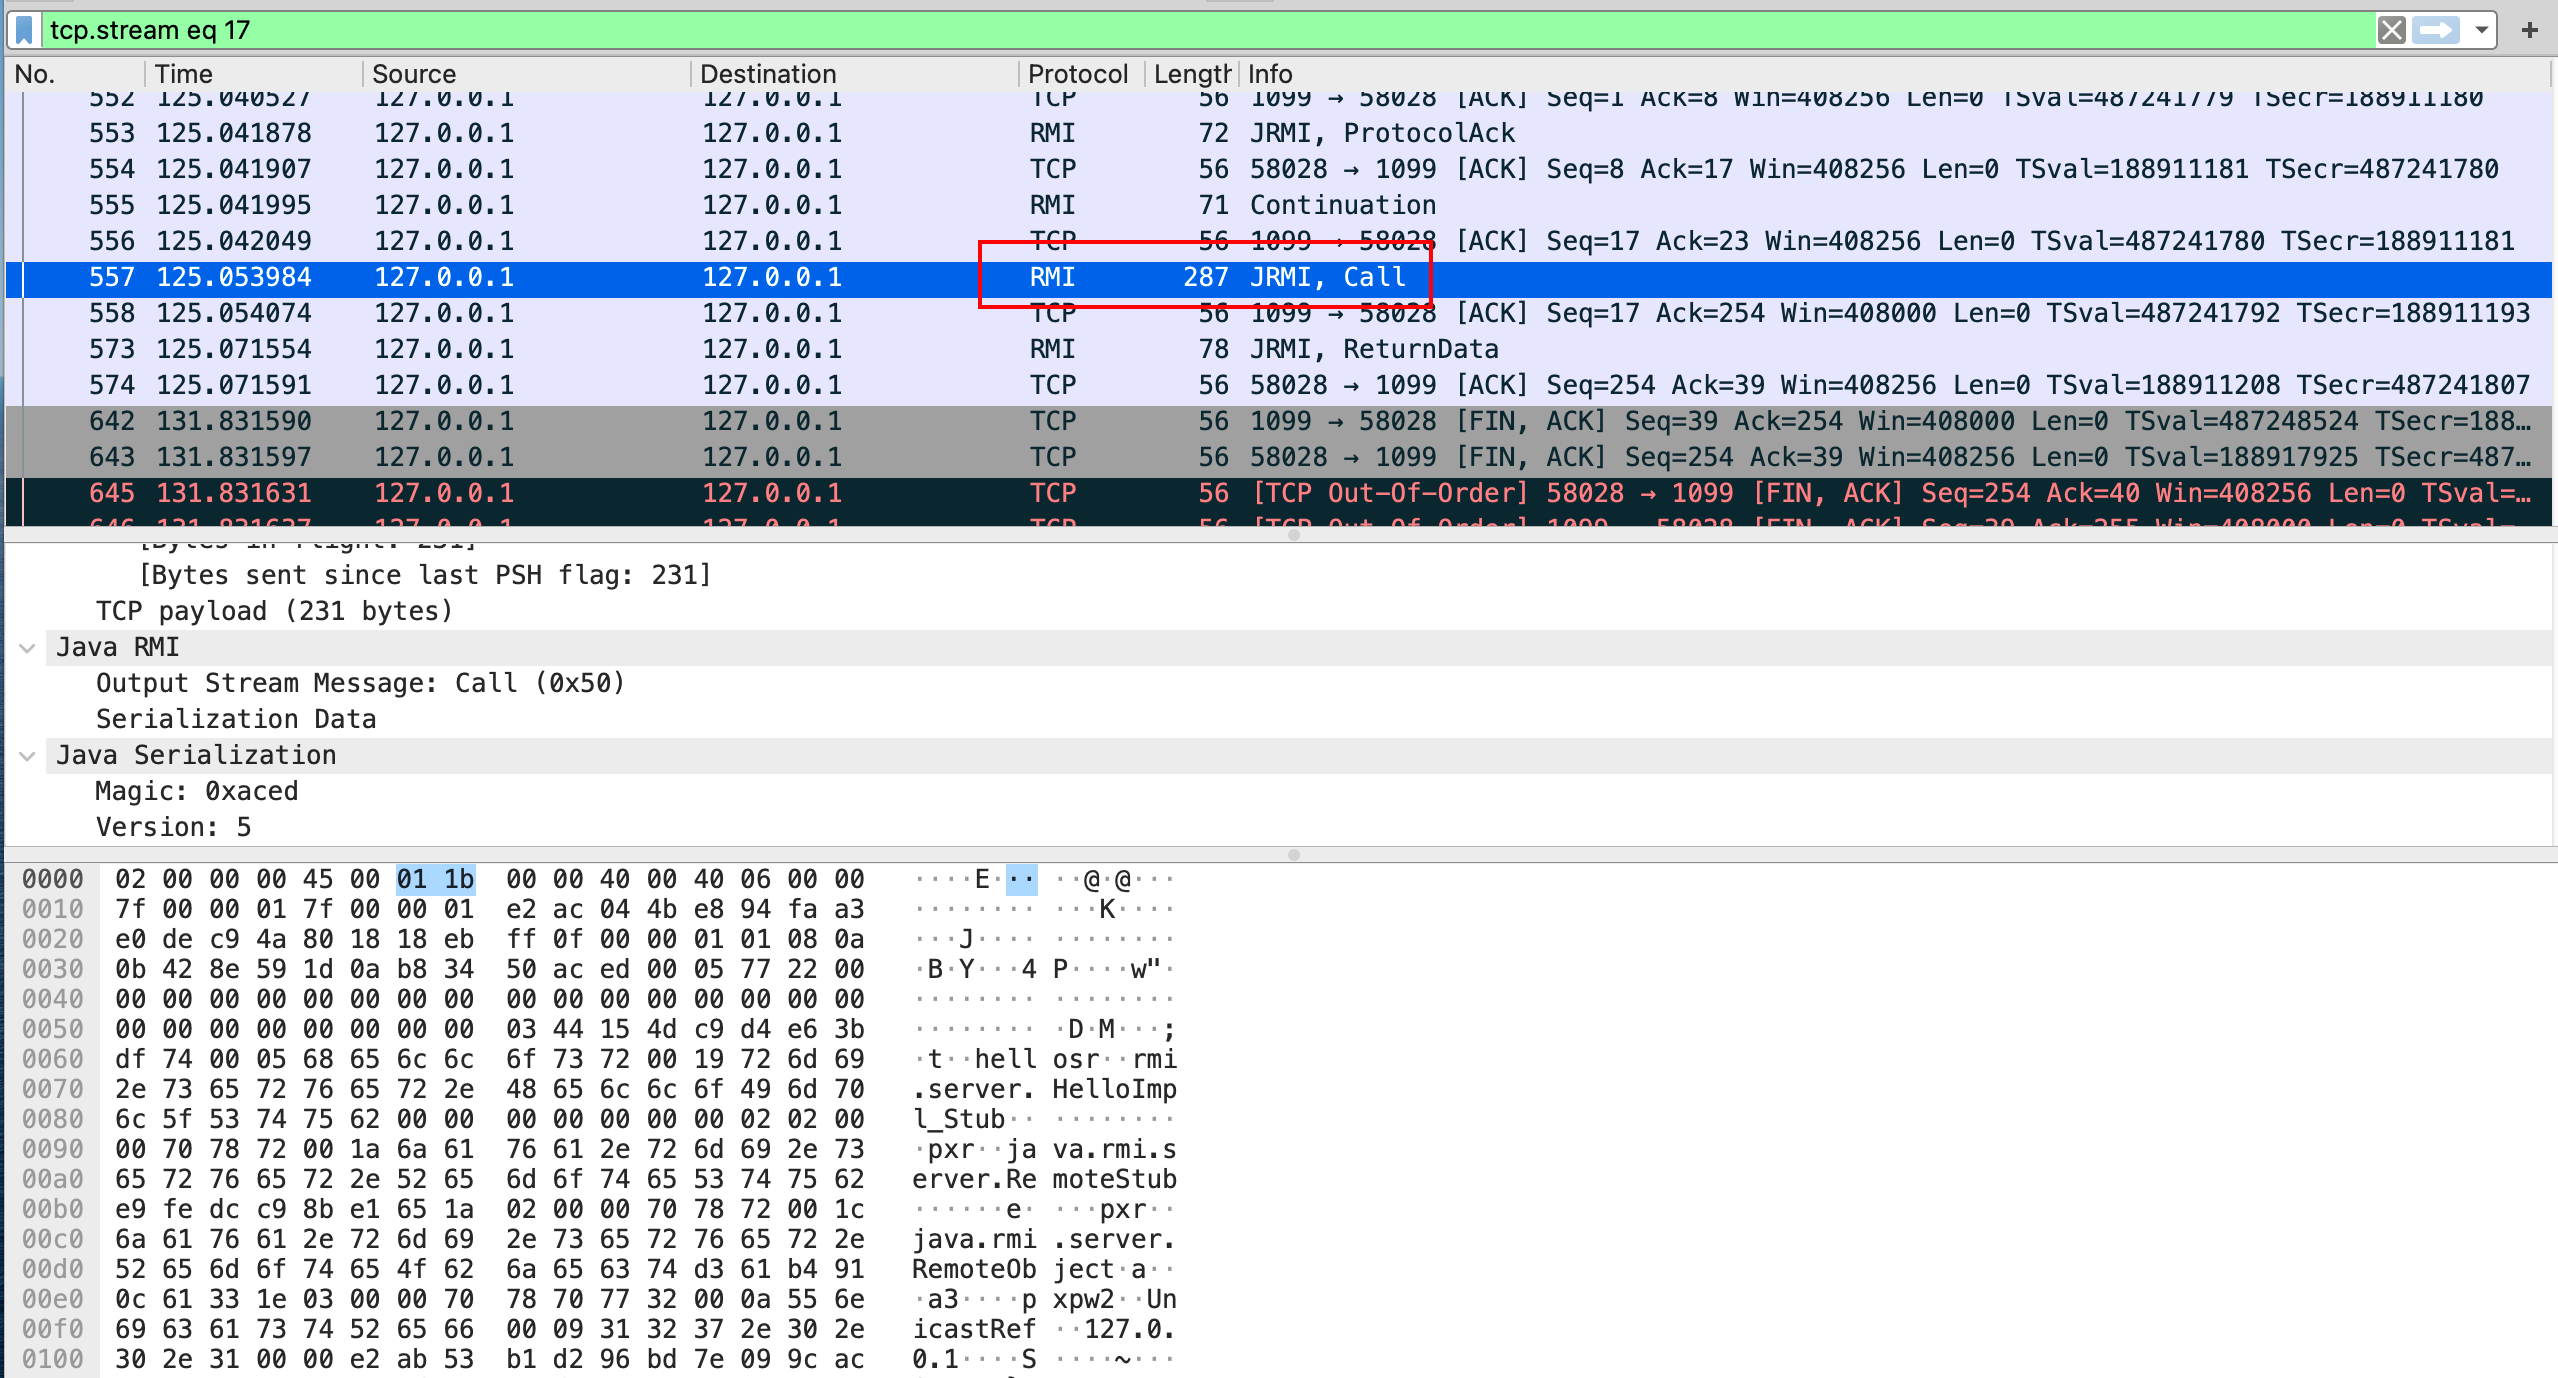 tcp.stream eq 17
No. Time Source Destination Protocol Length Info
552 125.040527 127.0.0.1 127.0.0.1 TCP 56 1099 → 58028 [ACK] Seq=1 Ack=8 Win=408256 Len=0 TSval=487241779 TSecr=188911180
553 125.041878 127.0.0.1 127.0.0.1 RMI 72 JRMI, ProtocolAck
554 125.041907 127.0.0.1 127.0.0.1 TCP 56 58028 → 1099 [ACK] Seq=8 Ack=17 Win=408256 Len=0 TSval=188911181 TSecr=487241780
555 125.041995 127.0.0.1 127.0.0.1 RMI 71 Continuation
556 125.042049 127.0.0.1 127.0.0.1 TCP 56 1099 → 58028 [ACK] Seq=17 Ack=23 Win=408256 Len=0 TSval=487241780 TSecr=188911181
557 125.053984 127.0.0.1 127.0.0.1 RMI 287 JRMI, Call
558 125.054074 127.0.0.1 127.0.0.1 TCP 56 1099 → 58028 [ACK] Seq=17 Ack=254 Win=408000 Len=0 TSval=487241792 TSecr=188911193
573 125.071554 127.0.0.1 127.0.0.1 RMI 78 JRMI, ReturnData
574 125.071591 127.0.0.1 127.0.0.1 TCP 56 58028 → 1099 [ACK] Seq=254 Ack=39 Win=408256 Len=0 TSval=188911208 TSecr=487241807
642 131.831590 127.0.0.1 127.0.0.1 TCP 56 1099 → 58028 [FIN, ACK] Seq=39 Ack=254 Win=408000 Len=0 TSval=487248524 TSecr=188…
643 131.831597 127.0.0.1 127.0.0.1 TCP 56 58028 → 1099 [FIN, ACK] Seq=254 Ack=39 Win=408256 Len=0 TSval=188917925 TSecr=487…
645 131.831631 127.0.0.1 127.0.0.1 TCP 56 [TCP Out-Of-Order] 58028 → 1099 [FIN, ACK] Seq=254 Ack=40 Win=408256 Len=0 TSval=…
646 131.831637 127.0.0.1 127.0.0.1 TCP 56 [TCP Out-Of-Order] 1099 → 58028 [FIN, ACK] Seq=39 Ack=255 Win=408000 Len=0 TSval=…
[Bytes in flight: 231]
[Bytes sent since last PSH flag: 231]
TCP payload (231 bytes)
Java RMI
Output Stream Message: Call (0x50)
Serialization Data
Java Serialization
Magic: 0xaced
Version: 5
0000 02 00 00 00 45 00 01 1b 00 00 40 00 40 06 00 00 ····E··· ··@·@···
0010 7f 00 00 01 7f 00 00 01 e2 ac 04 4b e8 94 fa a3 ········ ···K····
0020 e0 de c9 4a 80 18 18 eb ff 0f 00 00 01 01 08 0a ···J···· ········
0030 0b 42 8e 59 1d 0a b8 34 50 ac ed 00 05 77 22 00 ·B·Y···4 P····w"·
0040 00 00 00 00 00 00 00 00 00 00 00 00 00 00 00 00 ········ ········
0050 00 00 00 00 00 00 00 00 03 44 15 4d c9 d4 e6 3b ········ ·D·M···;
0060 df 74 00 05 68 65 6c 6c 6f 73 72 00 19 72 6d 69 ·t··hell osr··rmi
0070 2e 73 65 72 76 65 72 2e 48 65 6c 6c 6f 49 6d 70 .server. HelloImp
0080 6c 5f 53 74 75 62 00 00 00 00 00 00 00 02 02 00 l_Stub·· ········
0090 00 70 78 72 00 1a 6a 61 76 61 2e 72 6d 69 2e 73 ·pxr··ja va.rmi.s
00a0 65 72 76 65 72 2e 52 65 6d 6f 74 65 53 74 75 62 erver.Re moteStub
00b0 e9 fe dc c9 8b e1 65 1a 02 00 00 70 78 72 00 1c ······e· ···pxr··
00c0 6a 61 76 61 2e 72 6d 69 2e 73 65 72 76 65 72 2e java.rmi .server.
00d0 52 65 6d 6f 74 65 4f 62 6a 65 63 74 d3 61 b4 91 RemoteOb ject·a··
00e0 0c 61 33 1e 03 00 00 70 78 70 77 32 00 0a 55 6e ·a3····p xpw2··Un
00f0 69 63 61 73 74 52 65 66 00 09 31 32 37 2e 30 2e icastRef ··127.0.
0100 30 2e 31 00 00 e2 ab 53 b1 d2 96 bd 7e 09 9c ac 0.1····S ····~···